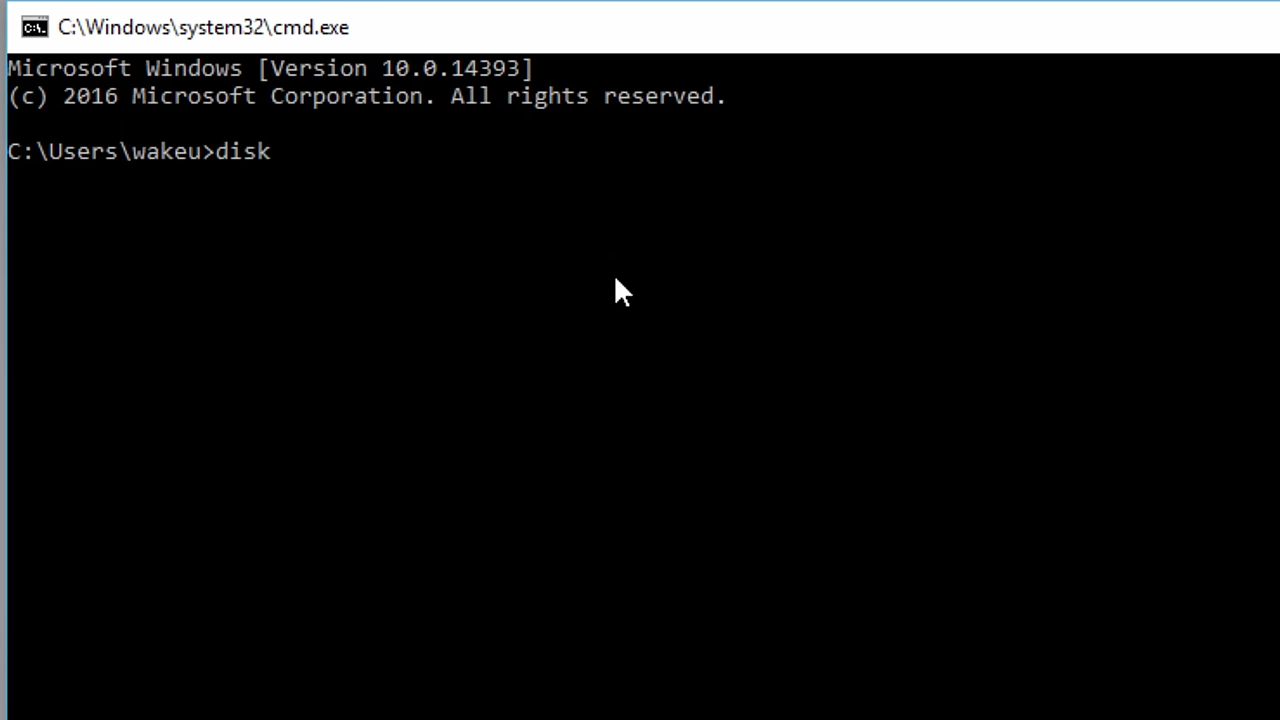 C:\Windows\system32\cmd.exe
Microsoft Windows [Version 10.0.14393]
(c) 2016 Microsoft Corporation. All rights reserved.
C:\Users\wakeu>disk